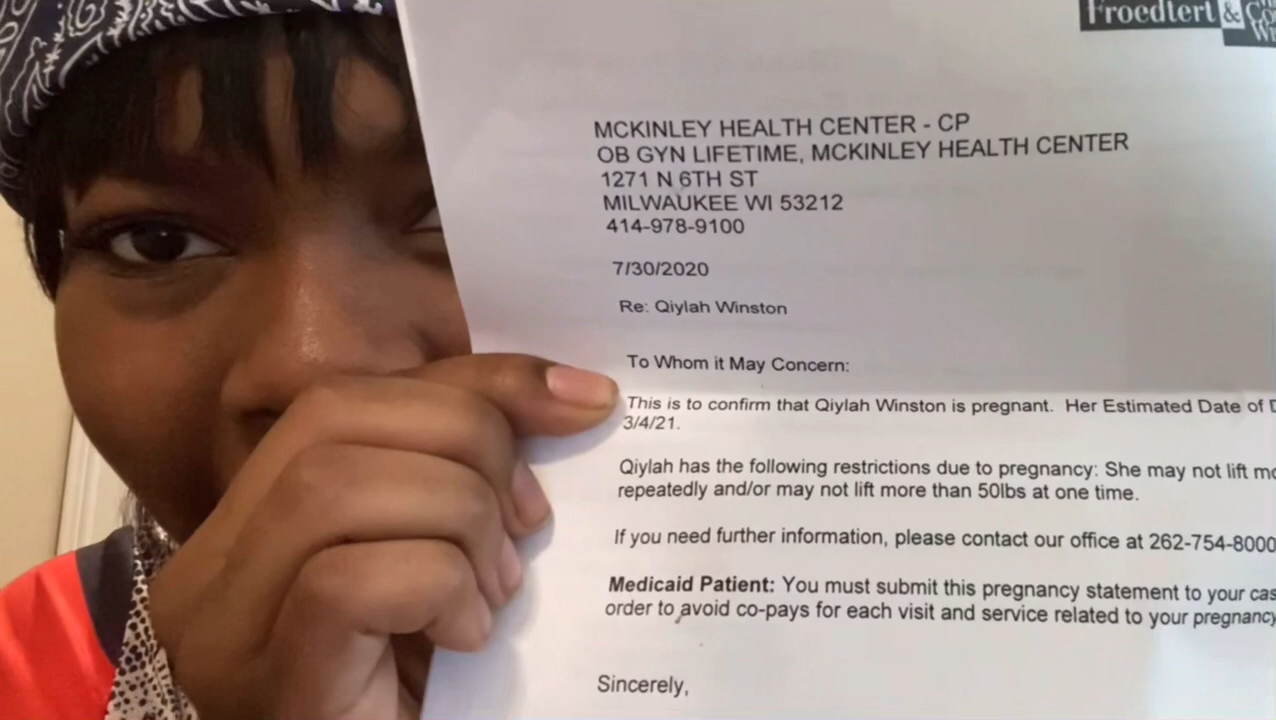 Froedtert &
MCKINLEY HEALTH CENTER - CP
OB GYN LIFETIME, MCKINLEY HEALTH CENTER
1271 N 6TH ST
MILWAUKEE WI 53212
414-978-9100
7/30/2020
Re: Qiylah Winston
To Whom it May Concern:
This is to confirm that Qiylah Winston is pregnant. Her Estimated Date of
3/4/21.
Qiylah has the following restrictions due to pregnancy: She may not lift
repeatedly and/or may not lift more than 50lbs at one time.
If you need further information, please contact our office at 262-754-8000
Medicaid Patient: You must submit this pregnancy statement to your
order to avoid co-pays for each visit and service related to your pregnancy
Sincerely,